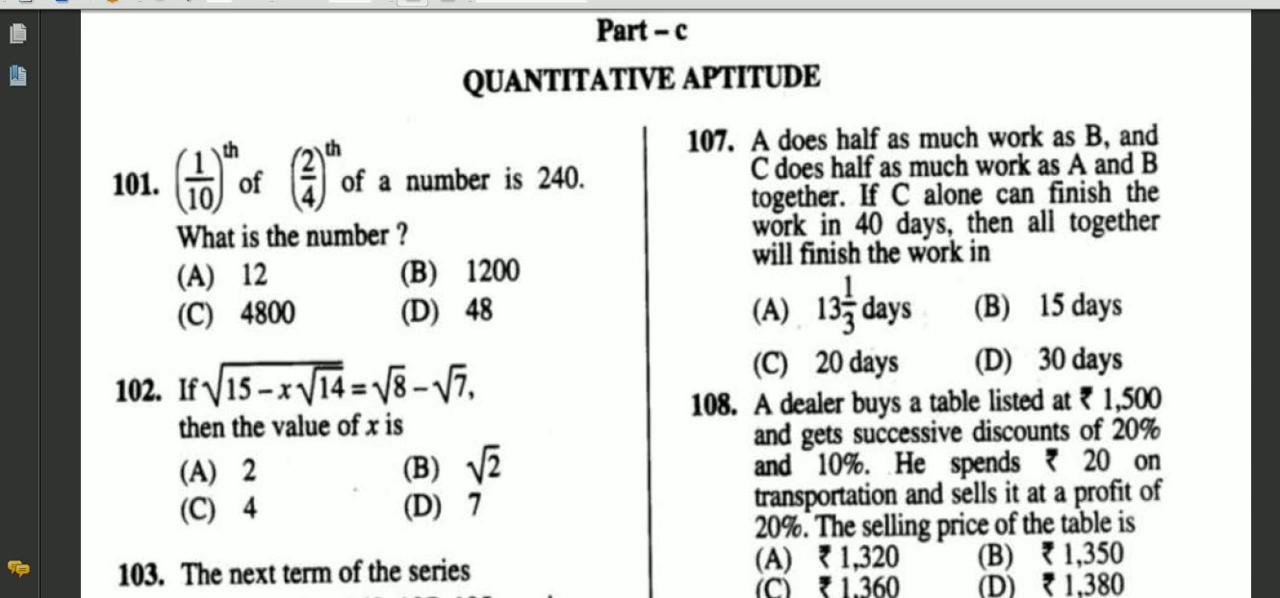 Part – c
QUANTITATIVE APTITUDE
101. (1/10)th of (2/4)th of a number is 240.
What is the number ?
(A) 12 (B) 1200
(C) 4800 (D) 48
102. If √(15 – x√14) = √8 – √7,
then the value of x is
(A) 2 (B) √2
(C) 4 (D) 7
103. The next term of the series
107. A does half as much work as B, and
C does half as much work as A and B
together. If C alone can finish the
work in 40 days, then all together
will finish the work in
(A) 13 1/3 days (B) 15 days
(C) 20 days (D) 30 days
108. A dealer buys a table listed at ₹ 1,500
and gets successive discounts of 20%
and 10%. He spends ₹ 20 on
transportation and sells it at a profit of
20%. The selling price of the table is
(A) ₹ 1,320 (B) ₹ 1,350
(C) ₹ 1,360 (D) ₹ 1,380